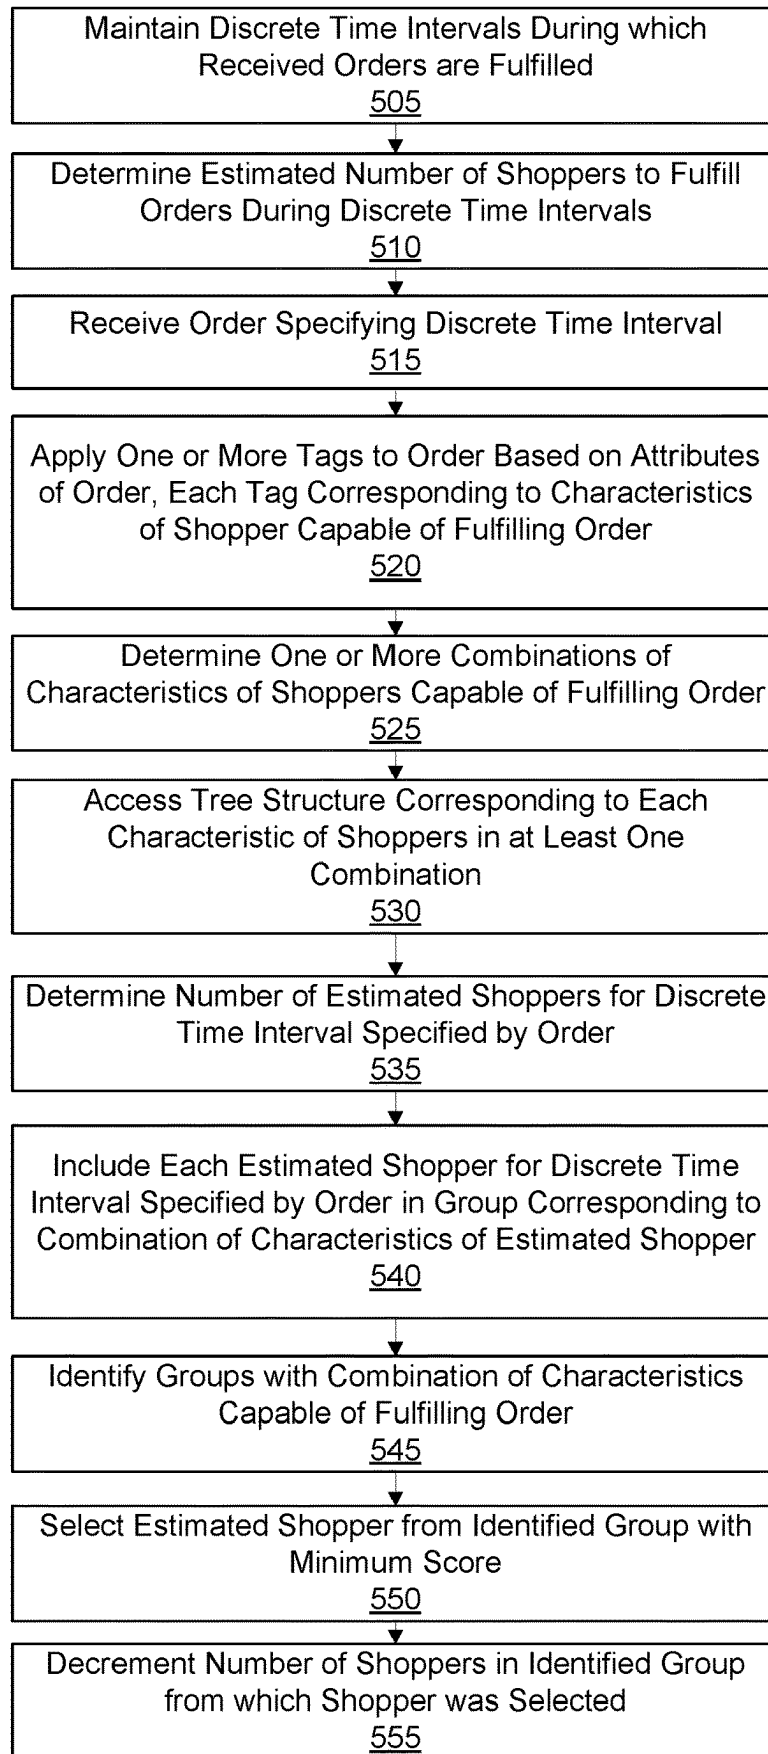 Maintain Discrete Time Intervals During which
Received Orders are Fulfilled
505
Determine Estimated Number of Shoppers to Fulfill
Orders During Discrete Time Intervals
510
Receive Order Specifying Discrete Time Interval
515
Apply One or More Tags to Order Based on Attributes
of Order, Each Tag Corresponding to Characteristics
of Shopper Capable of Fulfilling Order
520
Determine One or More Combinations of
Characteristics of Shoppers Capable of Fulfilling Order
525
Access Tree Structure Corresponding to Each
Characteristic of Shoppers in at Least One
Combination
530
Determine Number of Estimated Shoppers for Discrete
Time Interval Specified by Order
535
Include Each Estimated Shopper for Discrete Time
Interval Specified by Order in Group Corresponding to
Combination of Characteristics of Estimated Shopper
540
Identify Groups with Combination of Characteristics
Capable of Fulfilling Order
545
Select Estimated Shopper from Identified Group with
Minimum Score
550
Decrement Number of Shoppers in Identified Group
from which Shopper was Selected
555